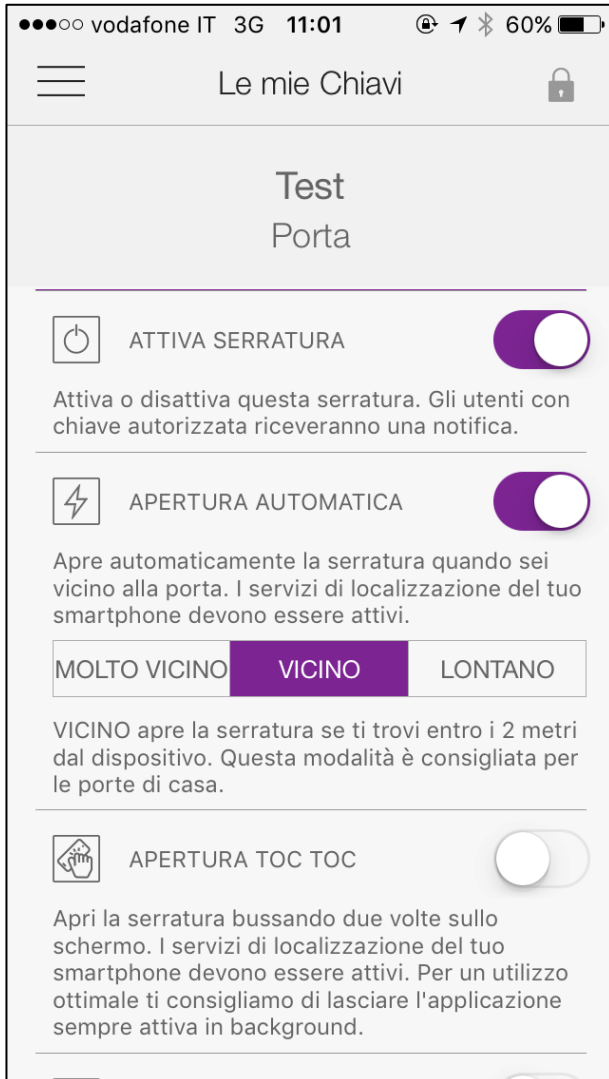 vodafone IT 3G 11:01 60%
Le mie Chiavi
Test
Porta
ATTIVA SERRATURA
Attiva o disattiva questa serratura. Gli utenti con
chiave autorizzata riceveranno una notifica.
APERTURA AUTOMATICA
Apre automaticamente la serratura quando sei
vicino alla porta. I servizi di localizzazione del tuo
smartphone devono essere attivi.
MOLTO VICINO VICINO LONTANO
VICINO apre la serratura se ti trovi entro i 2 metri
dal dispositivo. Questa modalità è consigliata per
le porte di casa.
APERTURA TOC TOC
Apri la serratura bussando due volte sullo
schermo. I servizi di localizzazione del tuo
smartphone devono essere attivi. Per un utilizzo
ottimale ti consigliamo di lasciare l'applicazione
sempre attiva in background.